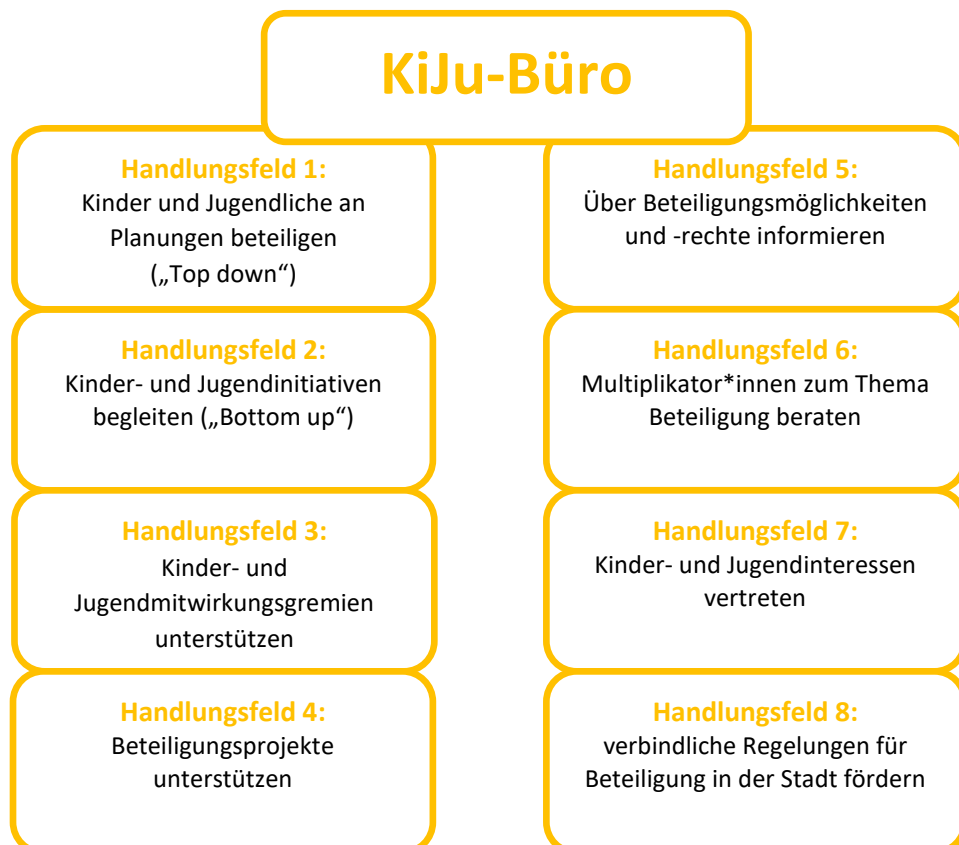 KiJu-Büro
Handlungsfeld 1:
Kinder und Jugendliche an
Planungen beteiligen
(„Top down“)
Handlungsfeld 2:
Kinder- und Jugendinitiativen
begleiten („Bottom up“)
Handlungsfeld 3:
Kinder- und
Jugendmitwirkungsgremien
unterstützen
Handlungsfeld 4:
Beteiligungsprojekte
unterstützen
Handlungsfeld 5:
Über Beteiligungsmöglichkeiten
und -rechte informieren
Handlungsfeld 6:
Multiplikator*innen zum Thema
Beteiligung beraten
Handlungsfeld 7:
Kinder- und Jugendinteressen
vertreten
Handlungsfeld 8:
verbindliche Regelungen für
Beteiligung in der Stadt fördern